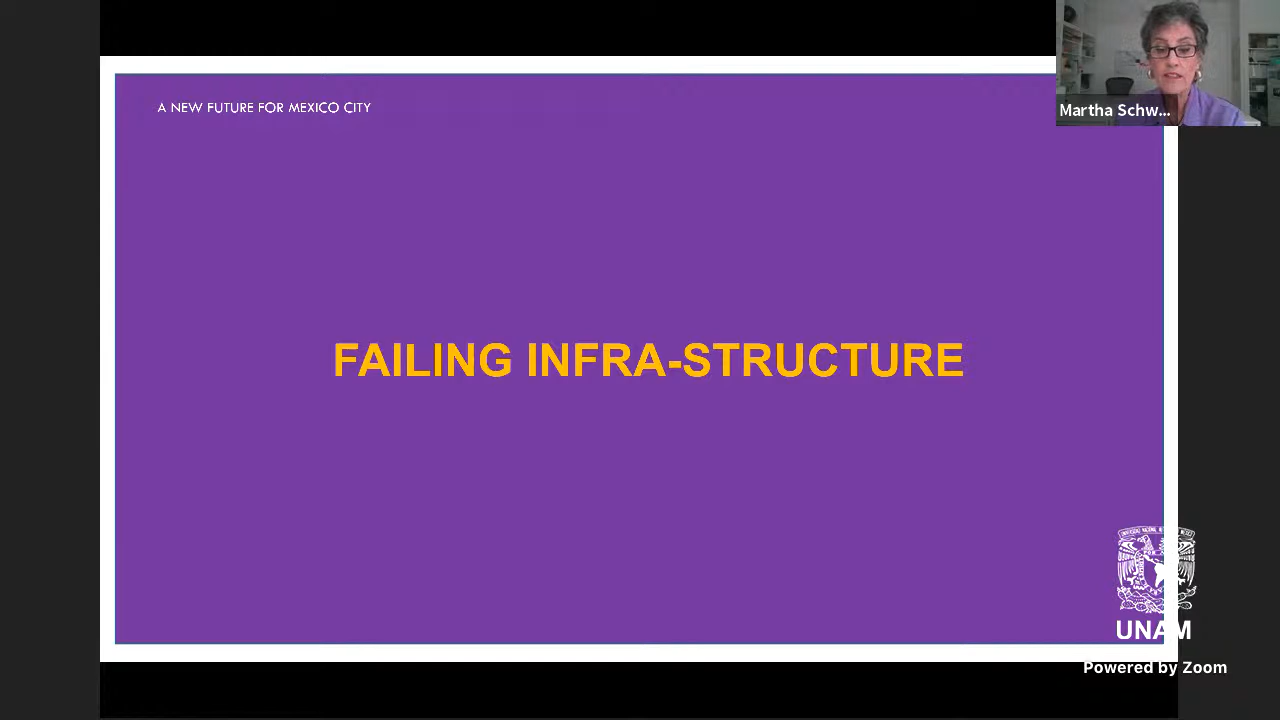 A NEW FUTURE FOR MEXICO CITY
Martha Schw...
FAILING INFRA-STRUCTURE
UNAM
Powered by Zoom